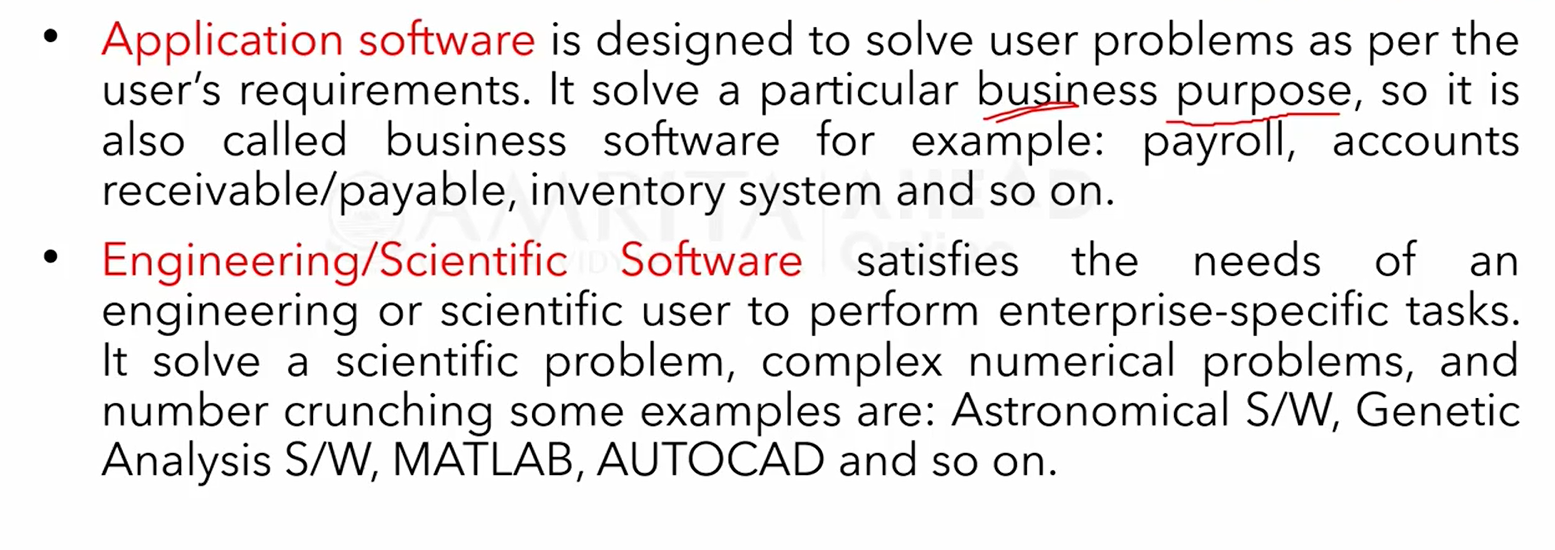 • Application software is designed to solve user problems as per the
user’s requirements. It solve a particular business purpose, so it is
also called business software for example: payroll, accounts
receivable/payable, inventory system and so on.
AMRITA AHEAD
Online
• Engineering/Scientific Software satisfies the needs of an
engineering or scientific user to perform enterprise-specific tasks.
It solve a scientific problem, complex numerical problems, and
number crunching some examples are: Astronomical S/W, Genetic
Analysis S/W, MATLAB, AUTOCAD and so on.